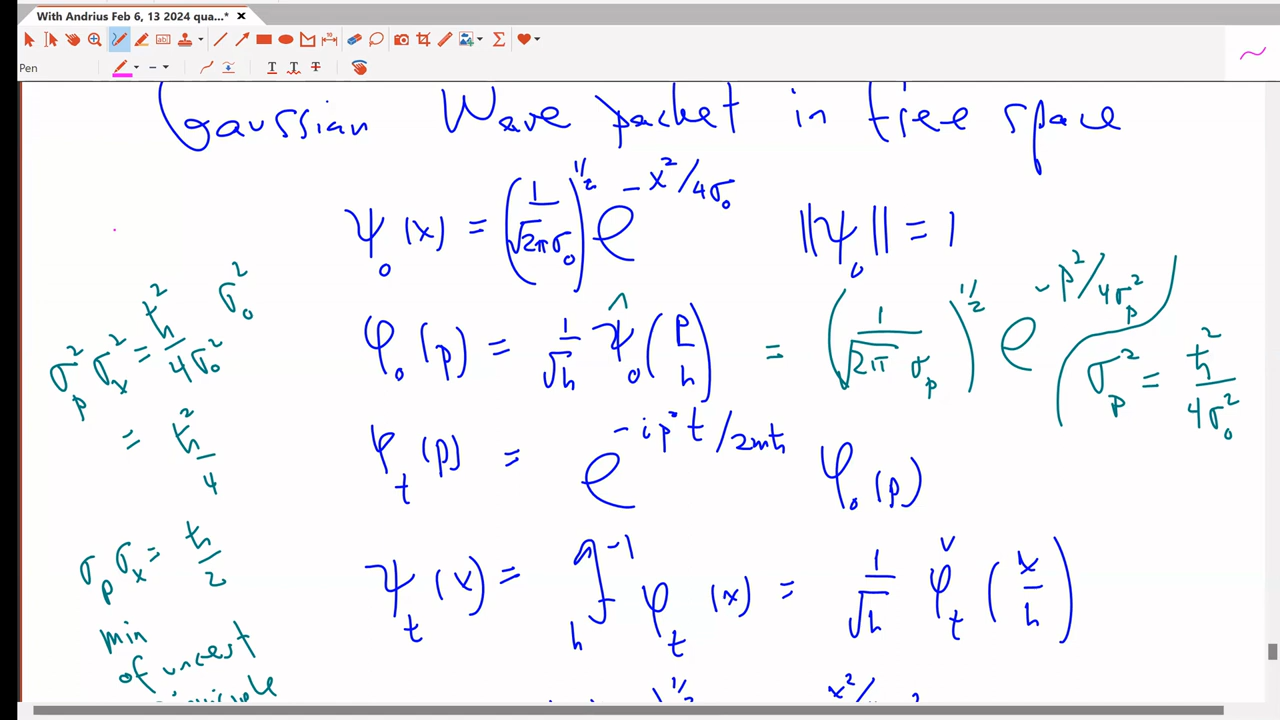 With Andrius Feb 6, 13 2024 qua...*
Pen
Gaussian Wave packet in free space
ψ₀(x) = (1/√2π σ₀)^1/2 e^-x²/4σ₀ ‖ψ₀‖ = 1
φ₀(p) = 1/√h ψ̂₀(p/h) = (1/√2π σ_p)^1/2 e^-p²/4σ_p² σ_p² = ħ²/4σ₀²
φ_t(p) = e^-ip²t/2mħ φ₀(p)
ψ_t(x) = ℱ_h^-1 φ_t(x) = 1/√h φ̌_t(x/h)
σ_p² σ_x² = ħ²/4σ₀² σ₀²
= ħ²/4
σ_p σ_x = ħ/2
min
of uncert